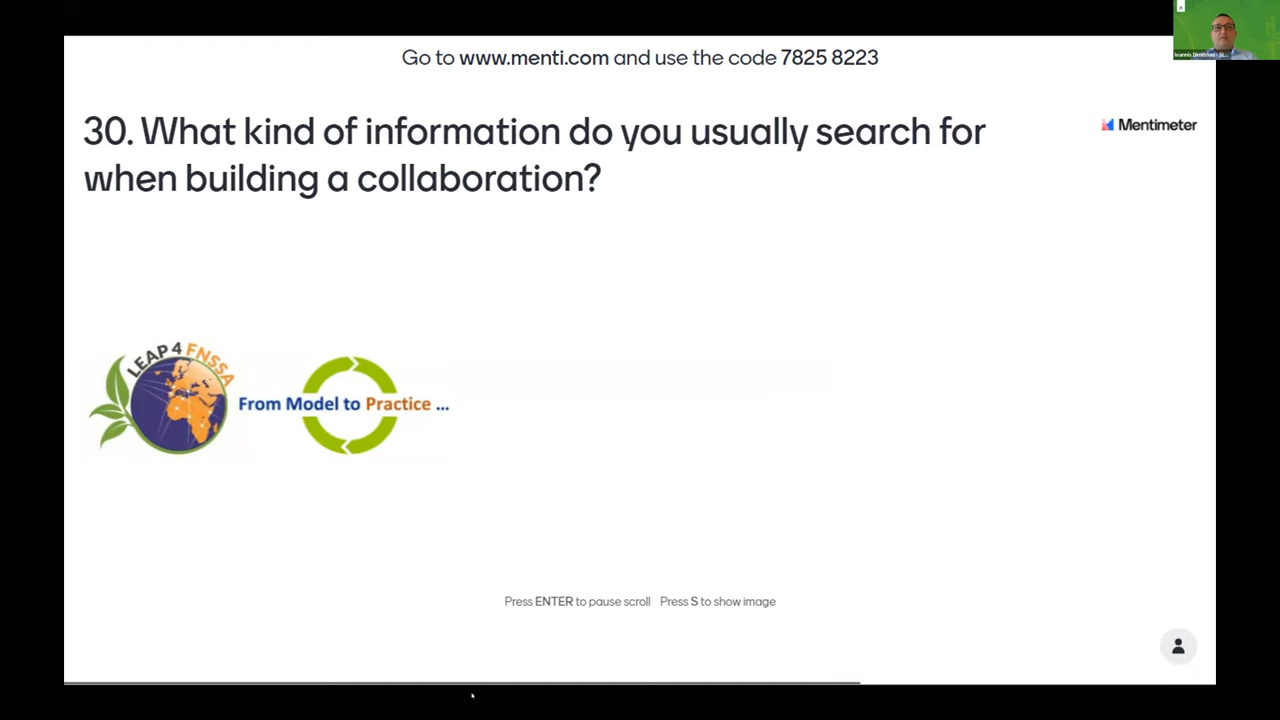 Go to www.menti.com and use the code 7825 8223
30. What kind of information do you usually search for
when building a collaboration?
Mentimeter
LEAP 4 FNSSA
From Model to Practice ...
Press ENTER to pause scroll Press S to show image